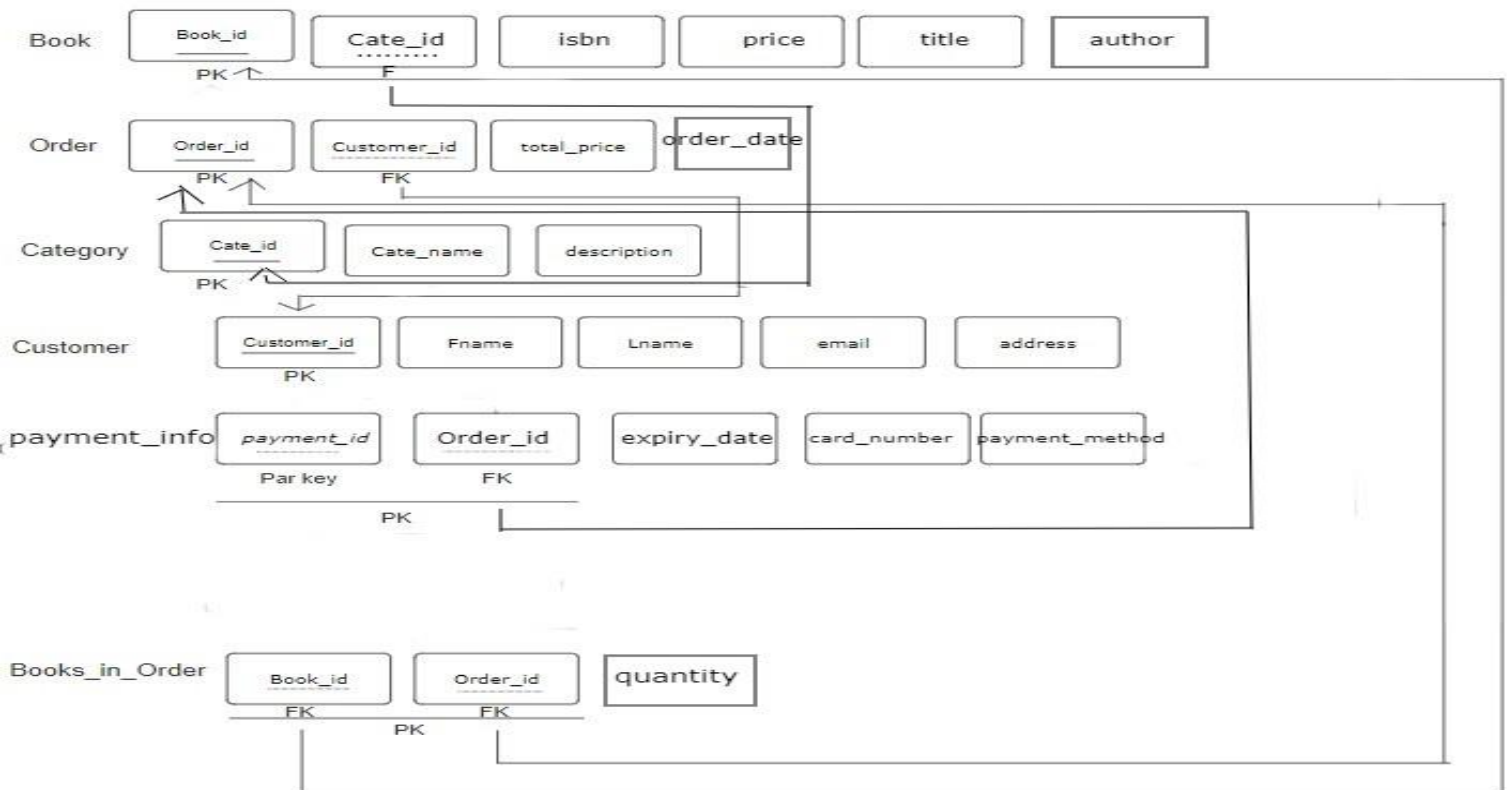 Book Book_id Cate_id isbn price title author
PK F
Order Order_id Customer_id total_price order_date
PK FK
Category Cate_id Cate_name description
PK
Customer Customer_id Fname Lname email address
PK
payment_info payment_id Order_id expiry_date card_number payment_method
Par key FK
PK
Books_in_Order Book_id Order_id quantity
FK FK
PK